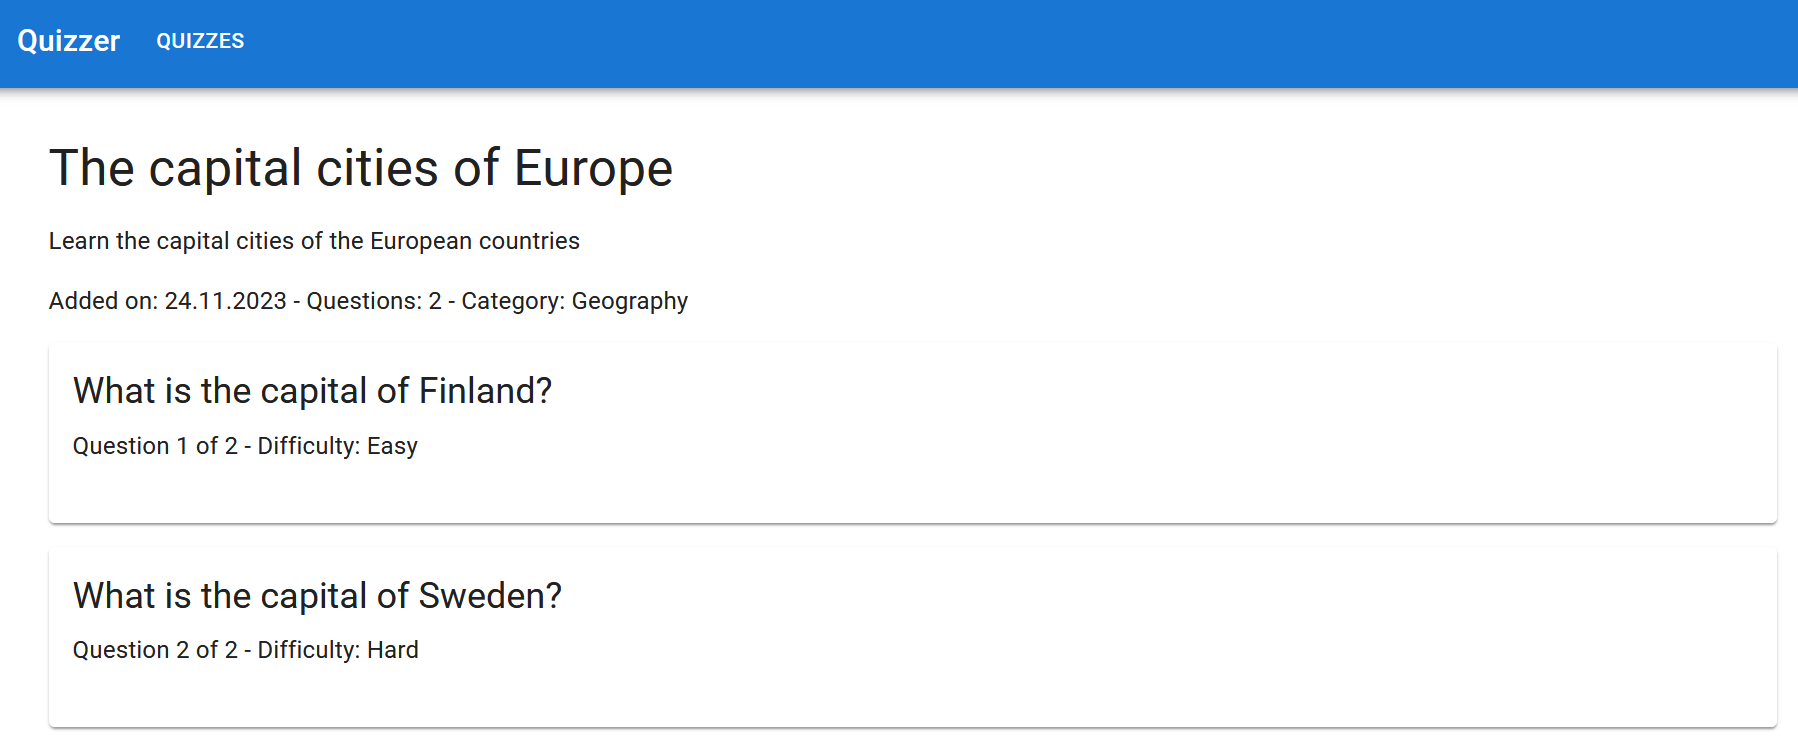 Quizzer QUIZZES
The capital cities of Europe
Learn the capital cities of the European countries
Added on: 24.11.2023 - Questions: 2 - Category: Geography
What is the capital of Finland?
Question 1 of 2 - Difficulty: Easy
What is the capital of Sweden?
Question 2 of 2 - Difficulty: Hard